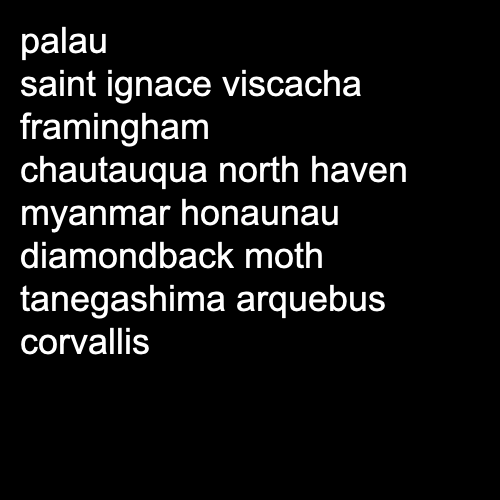 palau
saint ignace viscacha
framingham
chautauqua north haven
myanmar honaunau
diamondback moth
tanegashima arquebus
corvallis